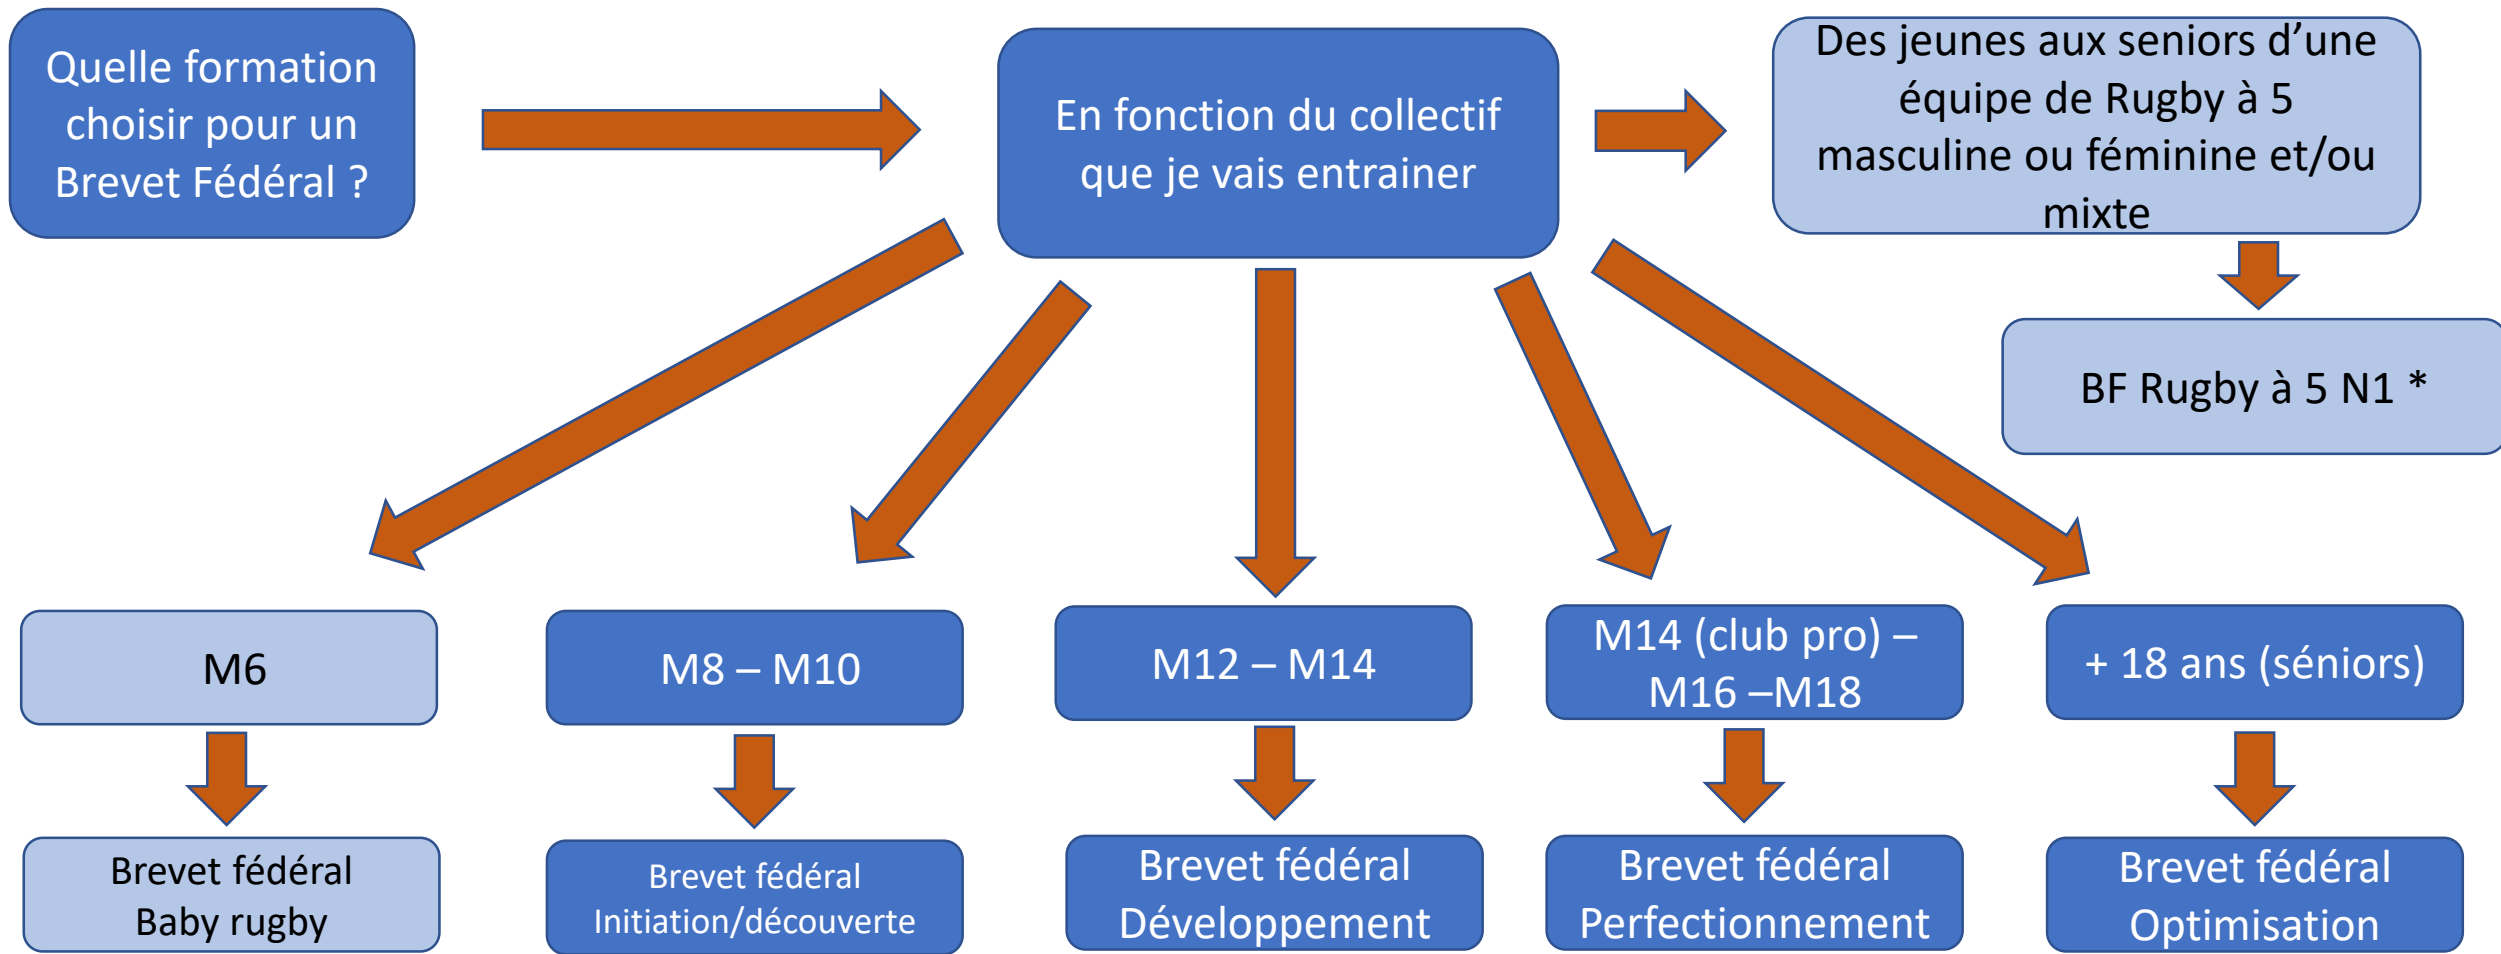 Quelle formation
choisir pour un
Brevet Fédéral ?
En fonction du collectif
que je vais entrainer
Des jeunes aux seniors d’une
équipe de Rugby à 5
masculine ou féminine et/ou
mixte
BF Rugby à 5 N1 *
M6
M8 – M10
M12 – M14
M14 (club pro) –
M16 –M18
+ 18 ans (séniors)
Brevet fédéral
Baby rugby
Brevet fédéral
Initiation/découverte
Brevet fédéral
Développement
Brevet fédéral
Perfectionnement
Brevet fédéral
Optimisation